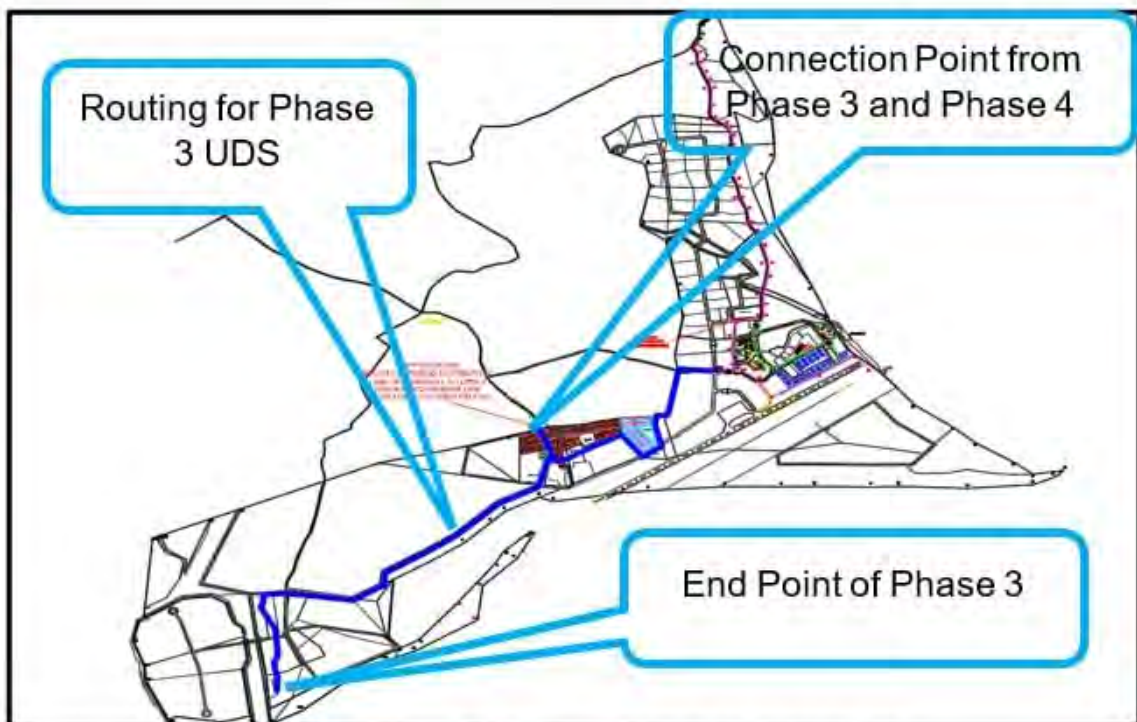 Routing for Phase
3 UDS
Connection Point from
Phase 3 and Phase 4
End Point of Phase 3